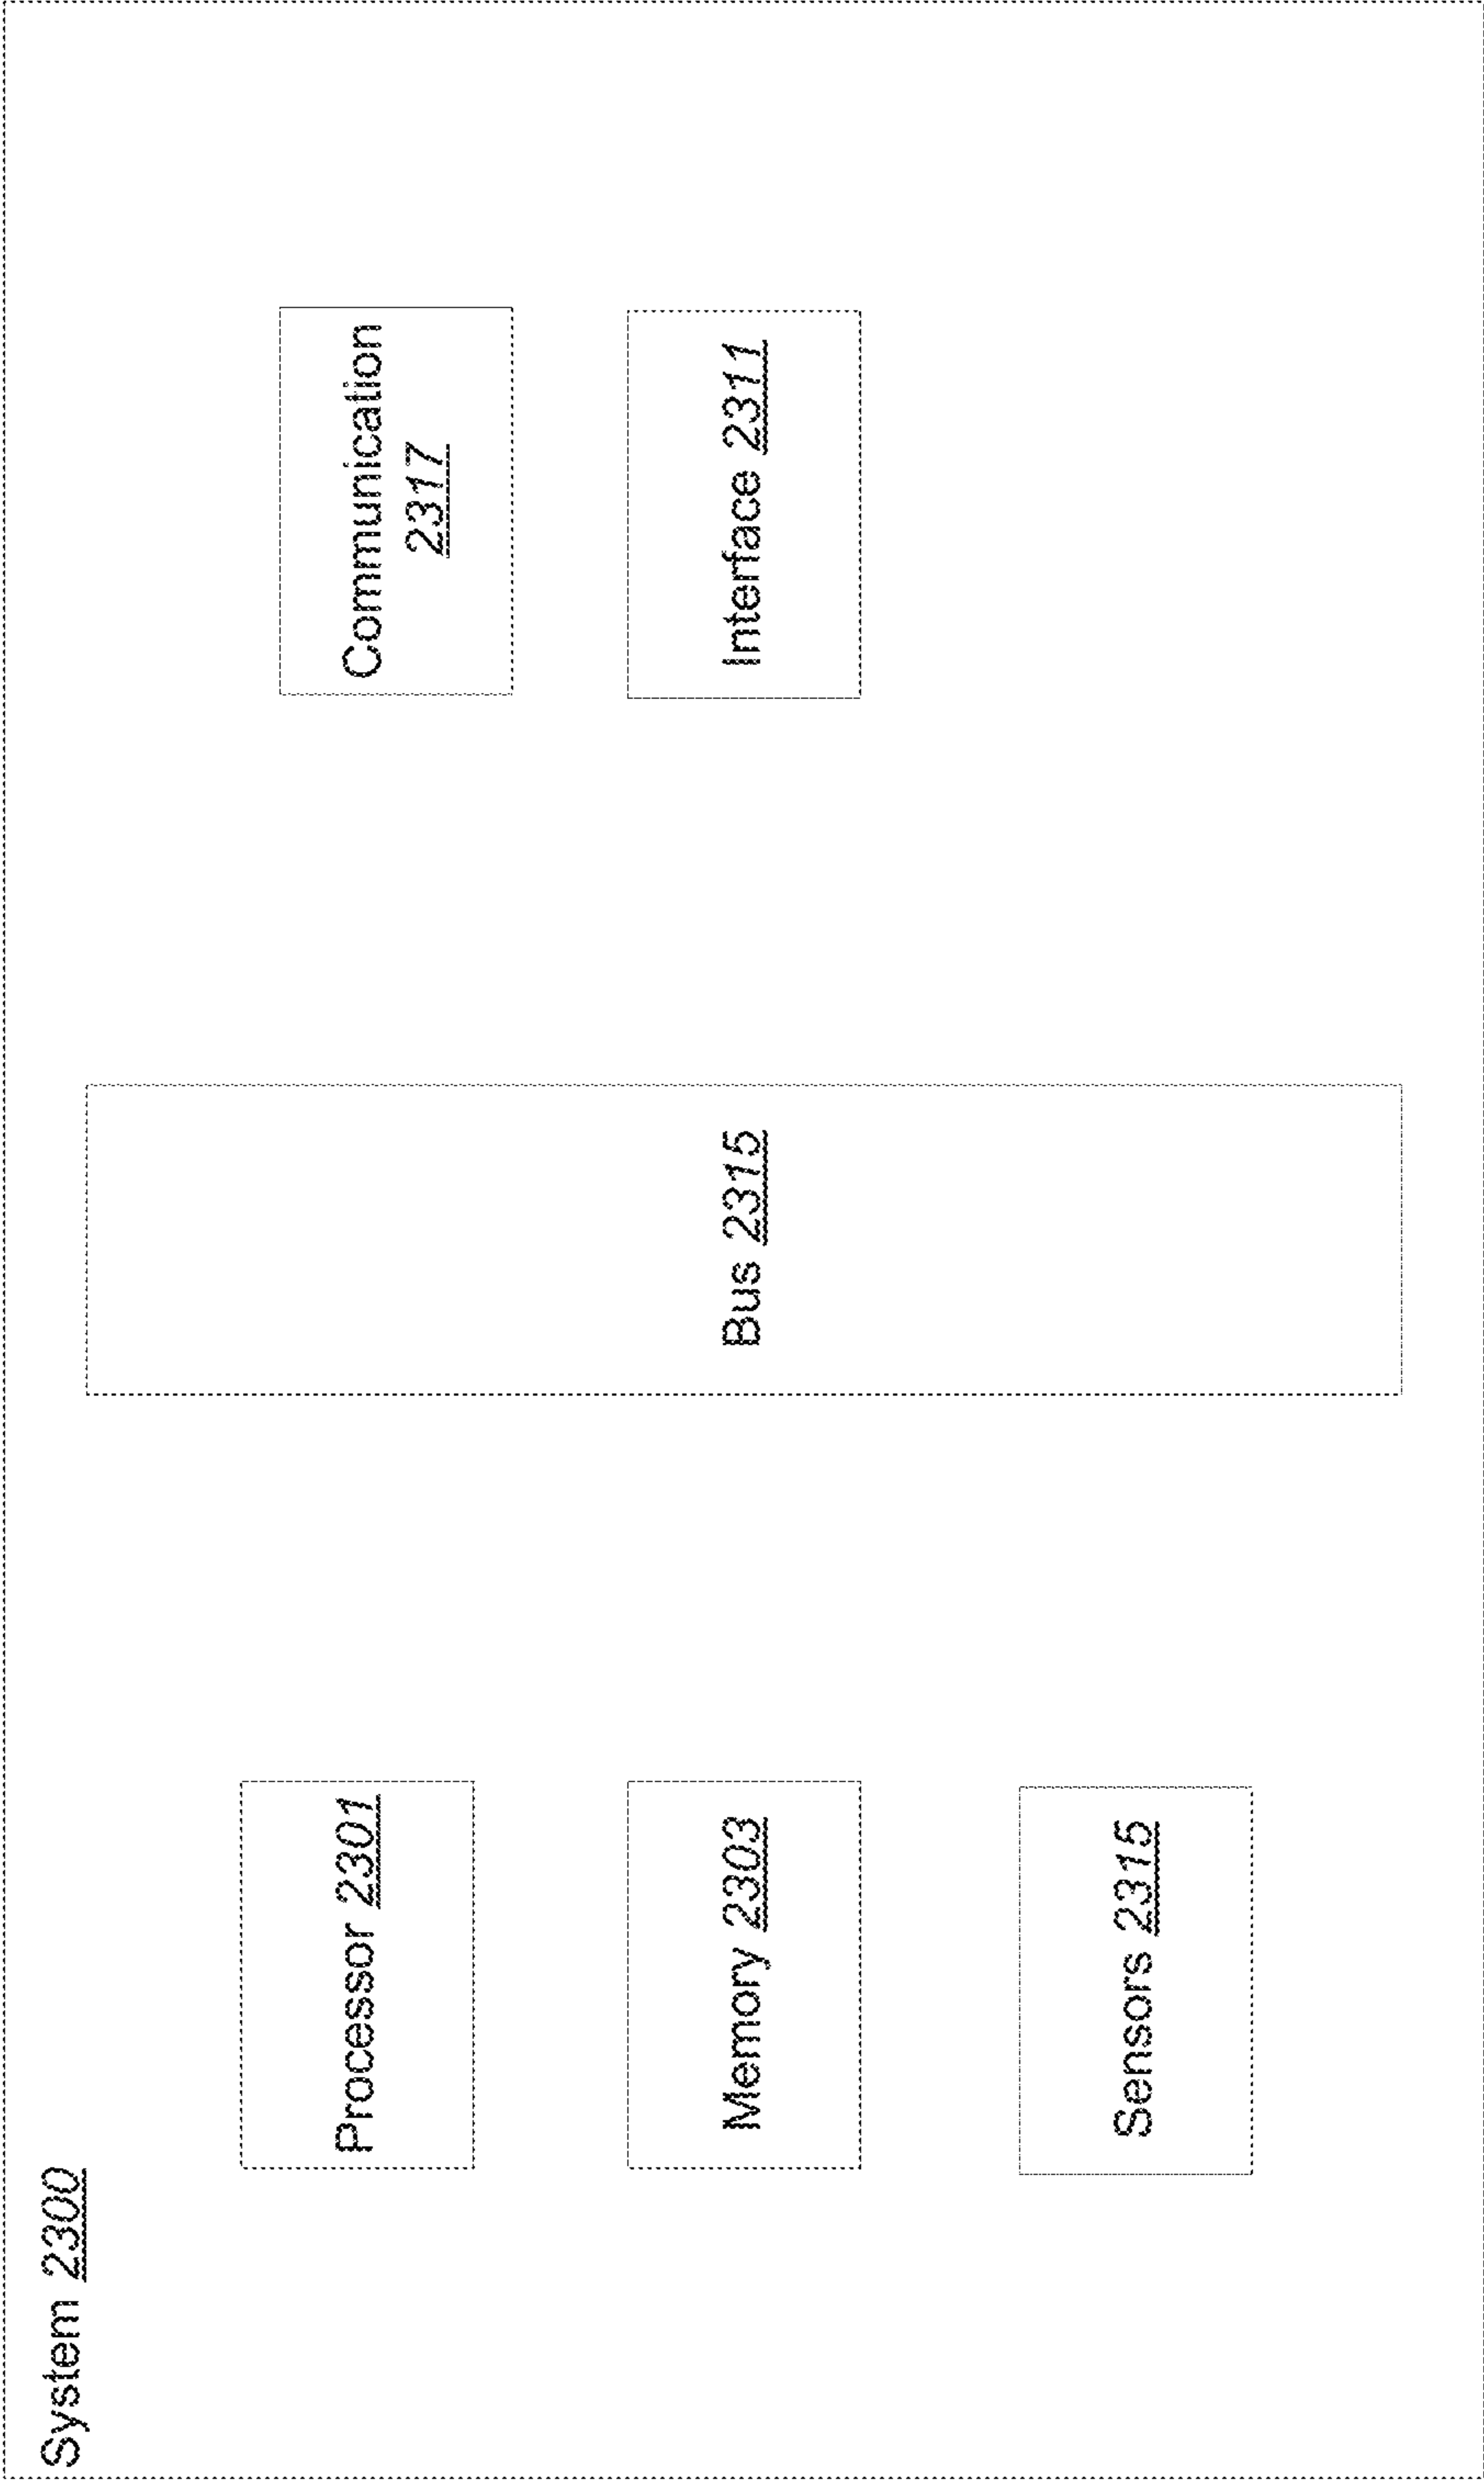 System 2300
Processor 2301
Memory 2303
Sensors 2315
Bus 2315
Communication
2317
Interface 2311